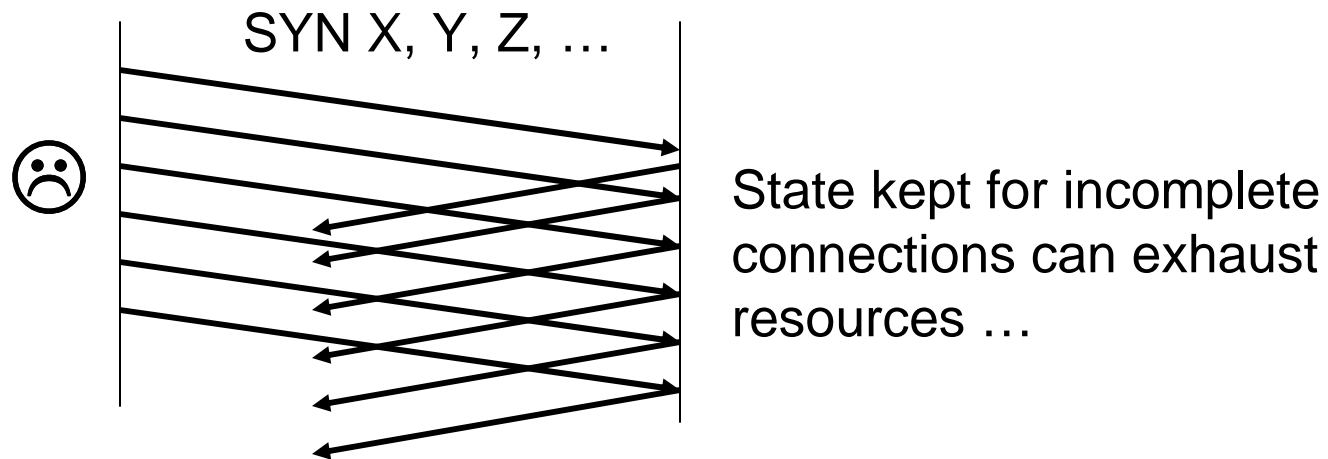 SYN X, Y, Z, …
State kept for incomplete
connections can exhaust
resources …